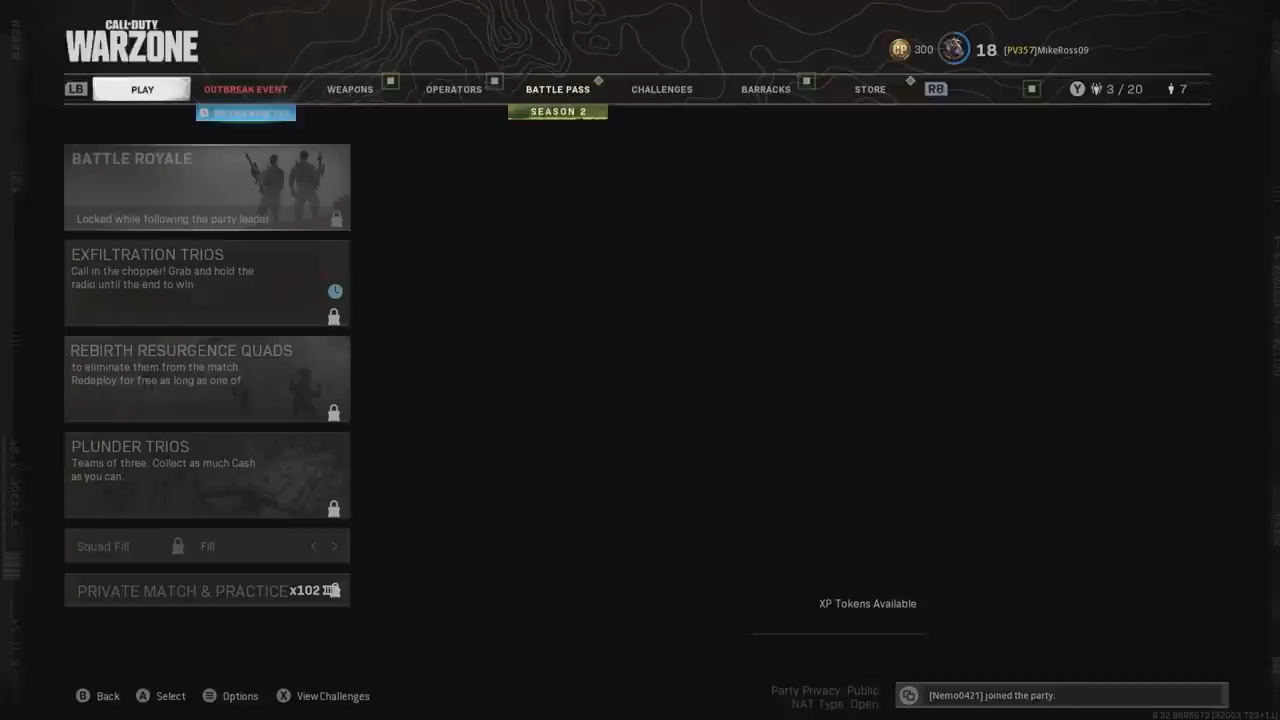 CALL OF DUTY
WARZONE
CP 300 18 [PV357]MikeRoss09
LB PLAY OUTBREAK EVENT WEAPONS OPERATORS BATTLE PASS CHALLENGES BARRACKS STORE RB Y 3 / 20 7
SEASON 2
BATTLE ROYALE
Locked while following the party leader
EXFILTRATION TRIOS
Call in the chopper! Grab and hold the
radio until the end to win
REBIRTH RESURGENCE QUADS
to eliminate them from the match.
Redeploy for free as long as one of
PLUNDER TRIOS
Teams of three. Collect as much Cash
as you can.
Squad Fill Fill
PRIVATE MATCH & PRACTICE x102
XP Tokens Available
B Back A Select Options X View Challenges
Party Privacy Public
NAT Type Open
[Nemo0421] joined the party.